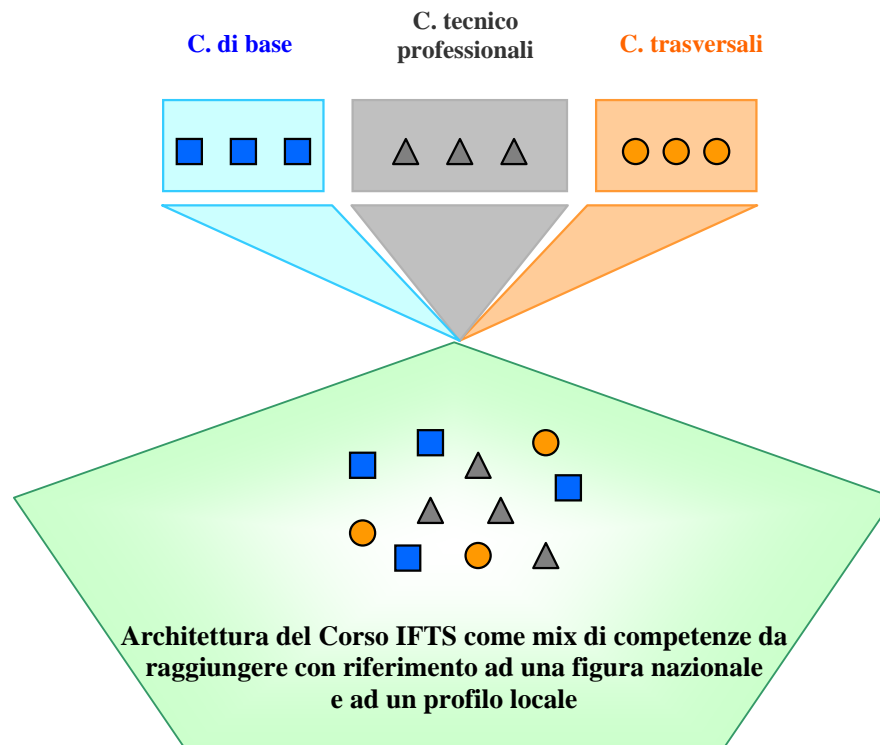 C. di base
C. tecnico
professionali
C. trasversali
Architettura del Corso IFTS come mix di competenze da
raggiungere con riferimento ad una figura nazionale
e ad un profilo locale